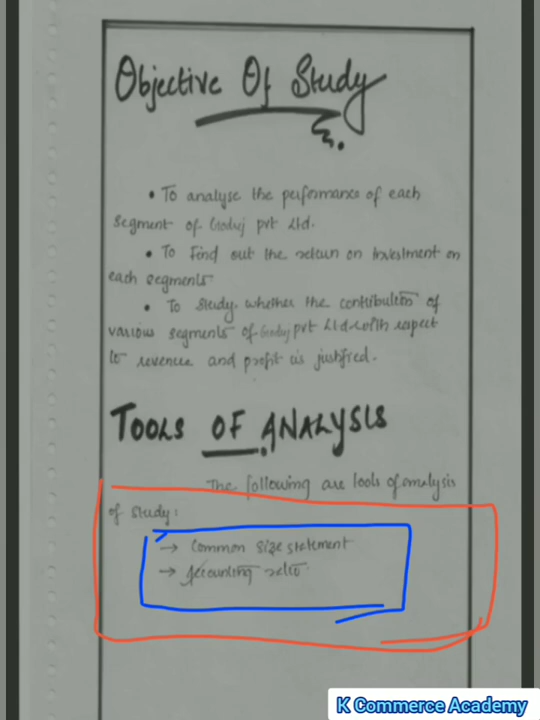 Objective Of Study
• To analyse the performance of each
Segment of Godrej pvt Ltd.
• To Find out the return on Investment on
each segments
• To Study. whether the contribution of
various segments of Godrej pvt Ltd with respect
to revenue and profit is justified.
TOOLS OF ANALYSIS
The following are tools of analysis
of study:
→ Common Size statement
→ Accounting ratio.
K Commerce Academy